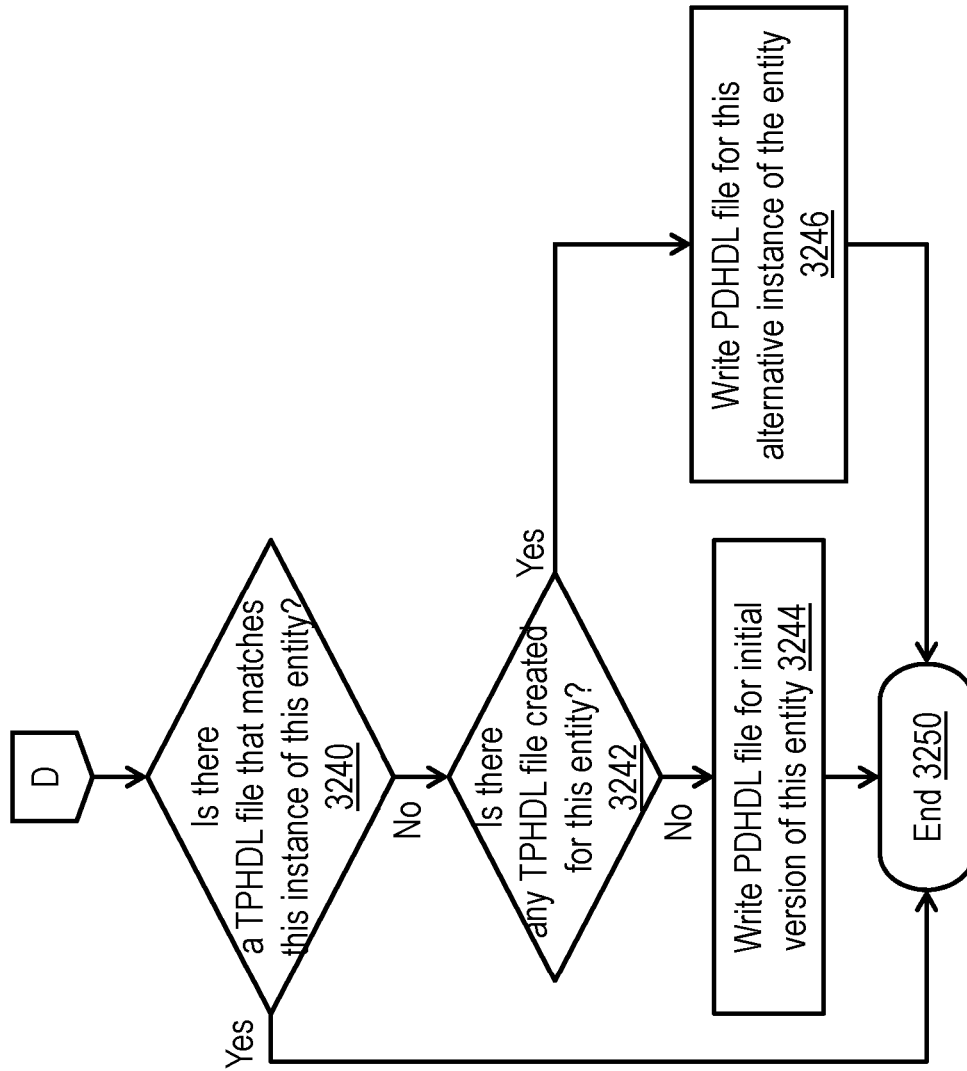 D
Is there
a TPHDL file that matches
this instance of this entity?
3240
Yes
No
Is there
any TPHDL file created
for this entity?
3242
Yes
No
Write PDHDL file for initial
version of this entity 3244
Write PDHDL file for this
alternative instance of the entity
3246
End 3250